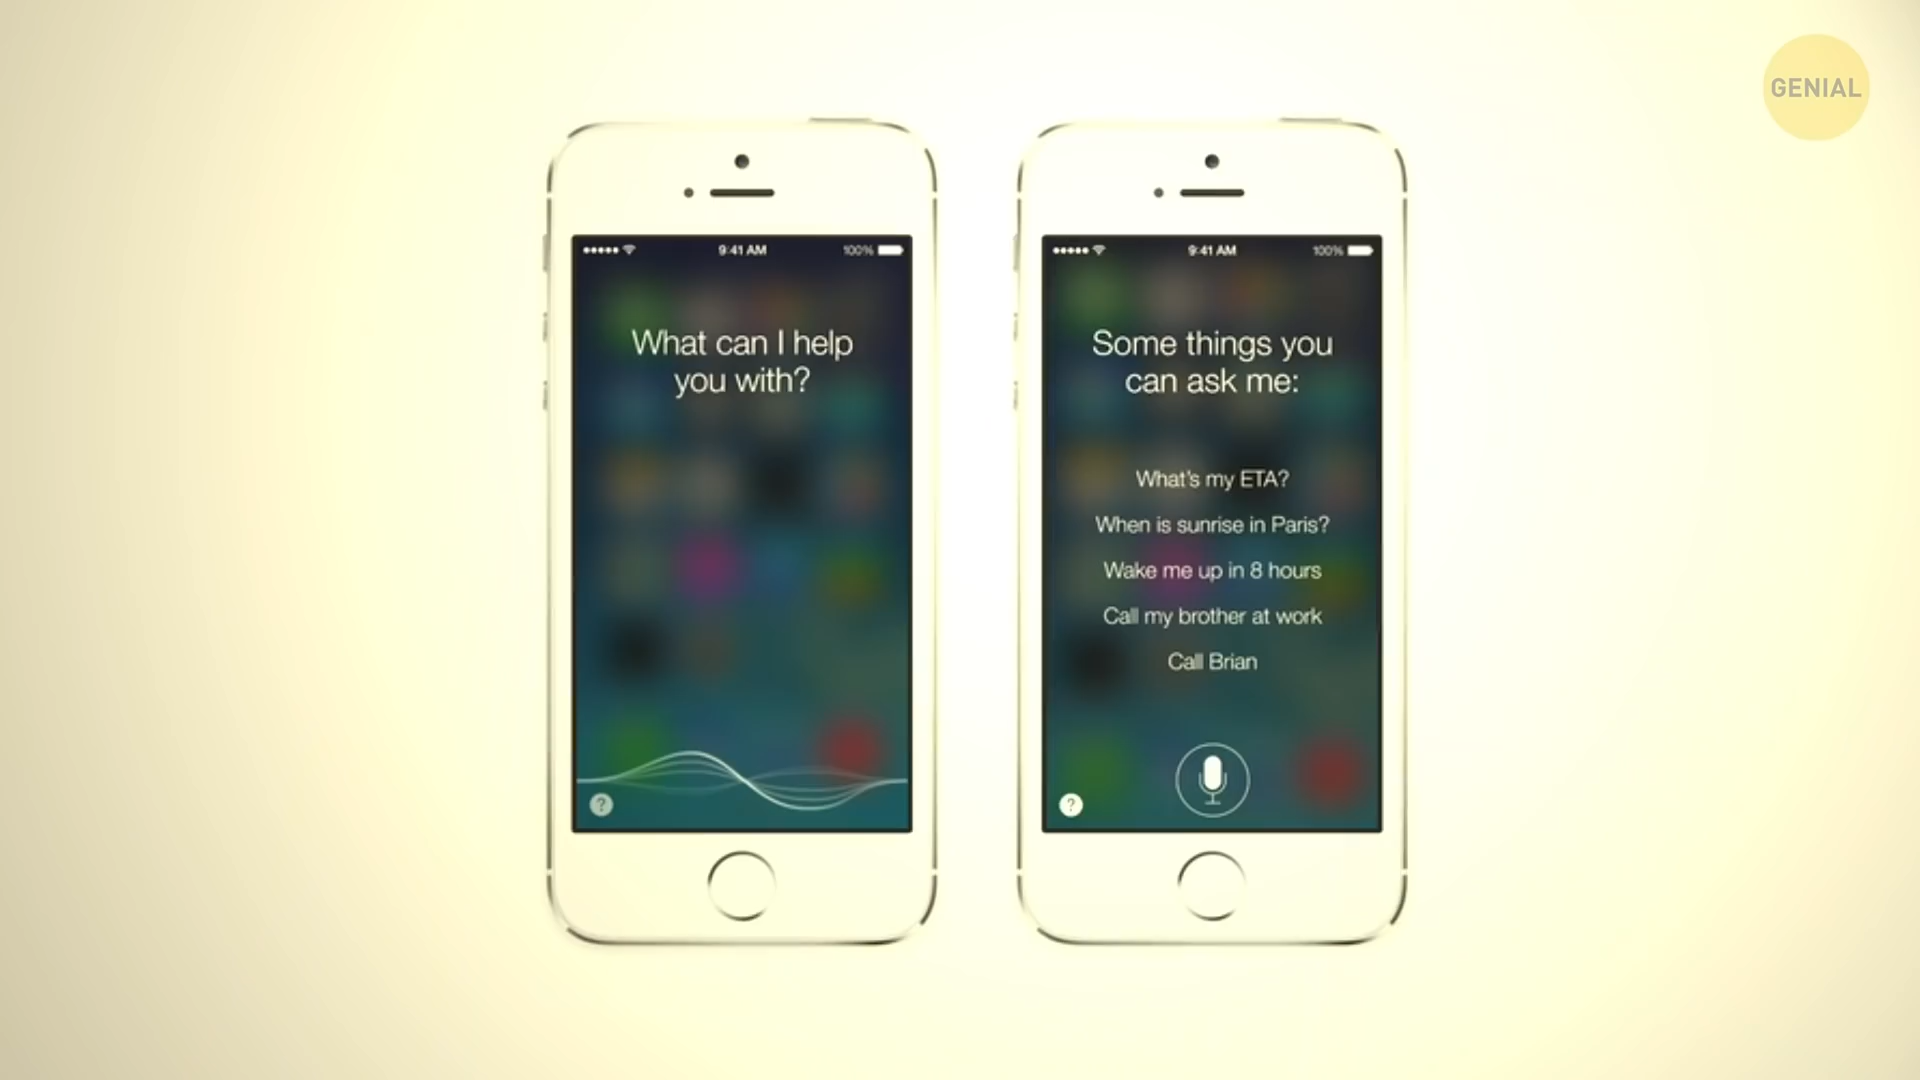 GENIAL
9:41 AM
100%
What can I help
you with?
?
9:41 AM
100%
Some things you
can ask me:
What's my ETA?
When is sunrise in Paris?
Wake me up in 8 hours
Call my brother at work
Call Brian
?